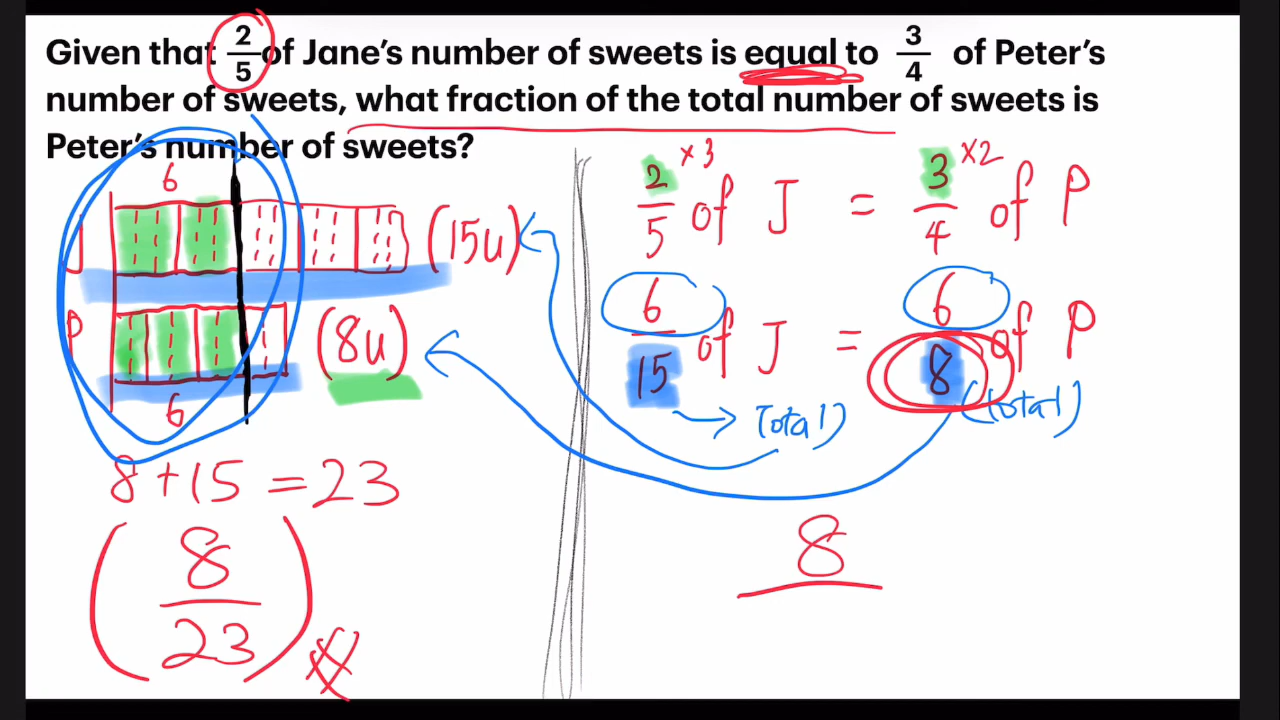 Given that 2/5 of Jane's number of sweets is equal to 3/4 of Peter's
number of sweets, what fraction of the total number of sweets is
Peter's number of sweets?
6
J (15u)
P (8u)
6
8+15 = 23
(8/23)
2/5 ×3 of J = 3/4 ×2 of P
6/15 of J = 6/8 of P
→ total) (total)
8